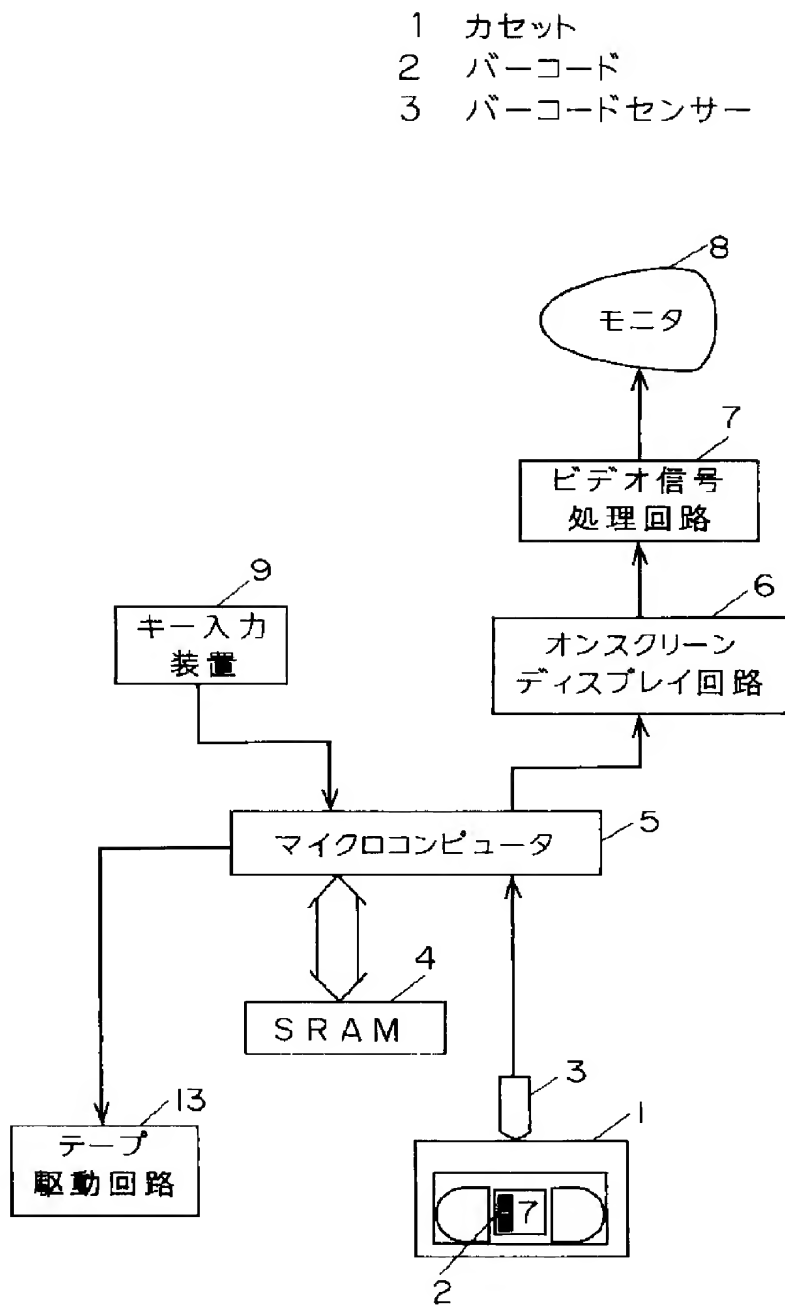 1 カセット
2 バーコード
3 バーコードセンサー
8
モニタ
7
ビデオ信号
処理回路
9
キー入力
装置
6
オンスクリーン
ディスプレイ回路
マイクロコンピュータ
5
4
SRAM
3
13
テープ
駆動回路
1
7
2